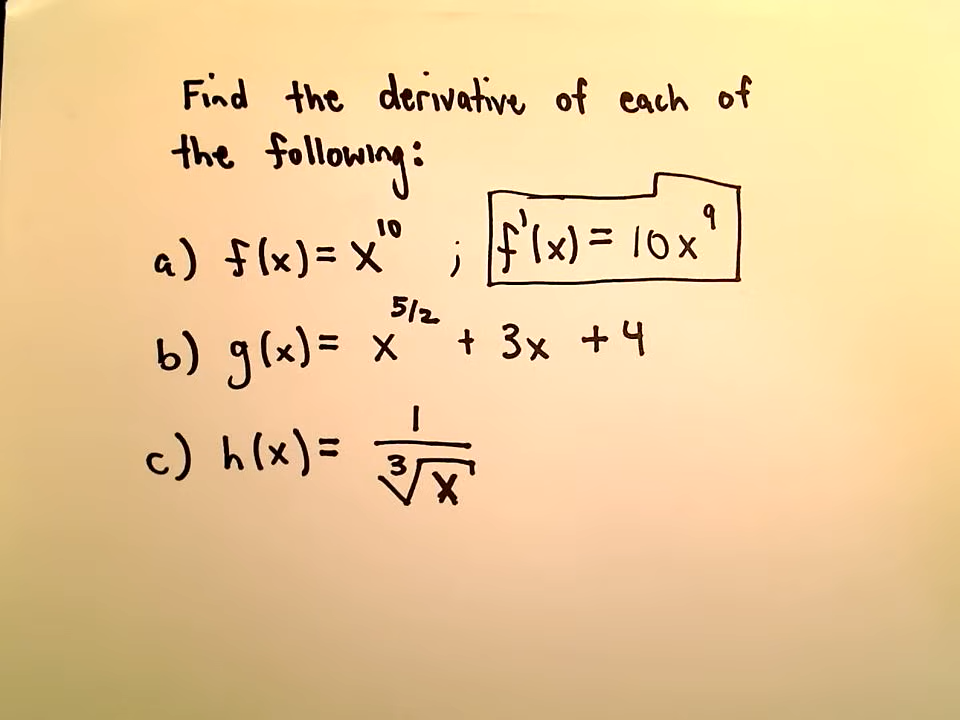 Find the derivative of each of
the following:
a) f(x) = x^10 ; f'(x) = 10x^9
b) g(x) = x^5/2 + 3x + 4
c) h(x) = 1/∛x